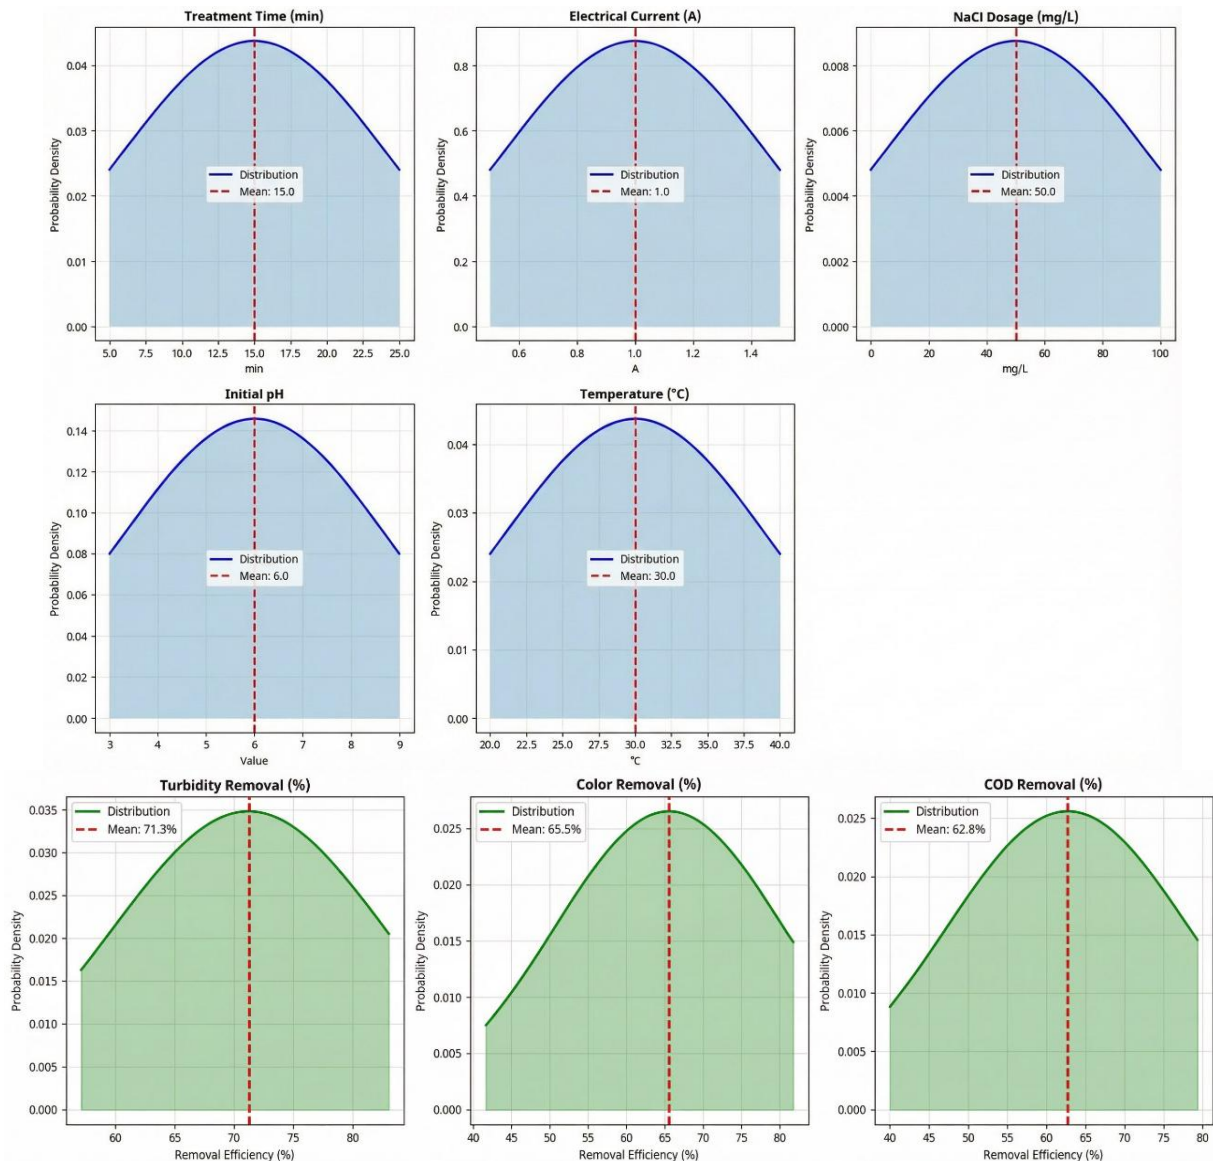 Treatment Time (min)
Electrical Current (A)
NaCl Dosage (mg/L)
Probability Density
0.04
0.03
0.02
0.01
0.00
Distribution
Mean: 15.0
5.0 7.5 10.0 12.5 15.0 17.5 20.0 22.5 25.0
min
Probability Density
0.8
0.6
0.4
0.2
0.0
Distribution
Mean: 1.0
0.6 0.8 1.0 1.2 1.4
A
Probability Density
0.008
0.006
0.004
0.002
0.000
Distribution
Mean: 50.0
0 20 40 60 80 100
mg/L
Initial pH
Temperature (°C)
Probability Density
0.14
0.12
0.10
0.08
0.06
0.04
0.02
0.00
Distribution
Mean: 6.0
3 4 5 6 7 8 9
Value
Probability Density
0.04
0.03
0.02
0.01
0.00
Distribution
Mean: 30.0
20.0 22.5 25.0 27.5 30.0 32.5 35.0 37.5 40.0
°C
Turbidity Removal (%)
Color Removal (%)
COD Removal (%)
Probability Density
0.035
0.030
0.025
0.020
0.015
0.010
0.005
0.000
Distribution
Mean: 71.3%
60 65 70 75 80
Removal Efficiency (%)
Probability Density
0.025
0.020
0.015
0.010
0.005
0.000
Distribution
Mean: 65.5%
40 45 50 55 60 65 70 75 80
Removal Efficiency (%)
Probability Density
0.025
0.020
0.015
0.010
0.005
0.000
Distribution
Mean: 62.8%
40 45 50 55 60 65 70 75 80
Removal Efficiency (%)